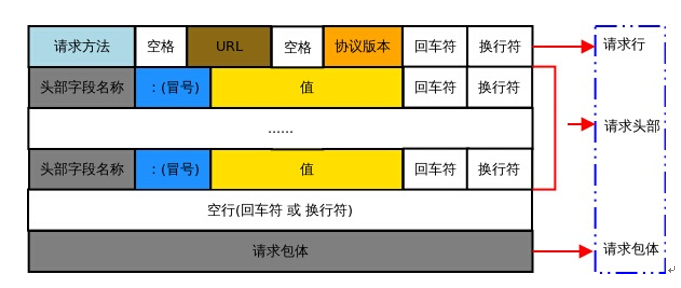 请求方法 空格 URL 空格 协议版本 回车符 换行符 请求行
头部字段名称 :(冒号) 值 回车符 换行符
...... 请求头部
头部字段名称 :(冒号) 值 回车符 换行符
空行(回车符 或 换行符)
请求包体 请求包体